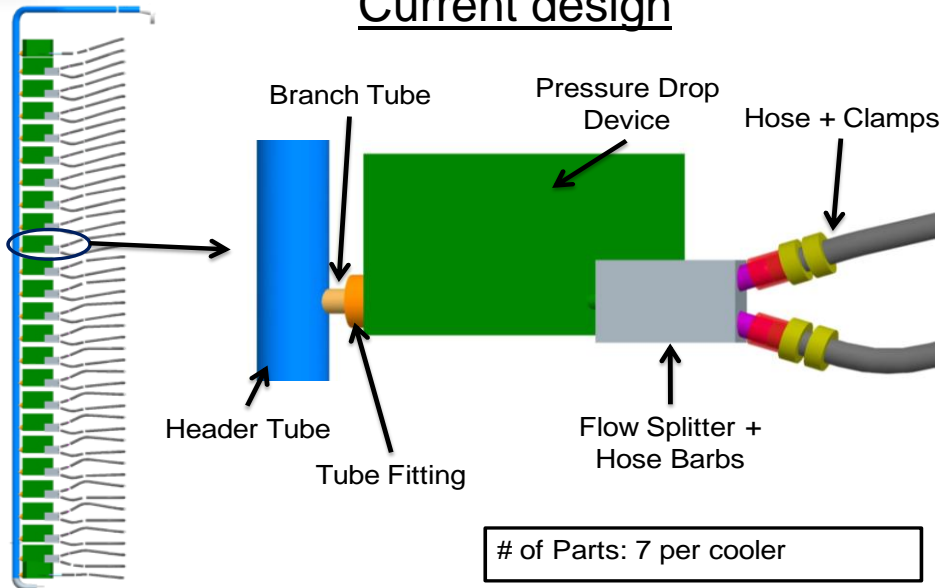 Current design
Branch Tube
Pressure Drop
Device
Hose + Clamps
Header Tube
Tube Fitting
Flow Splitter +
Hose Barbs
# of Parts: 7 per cooler